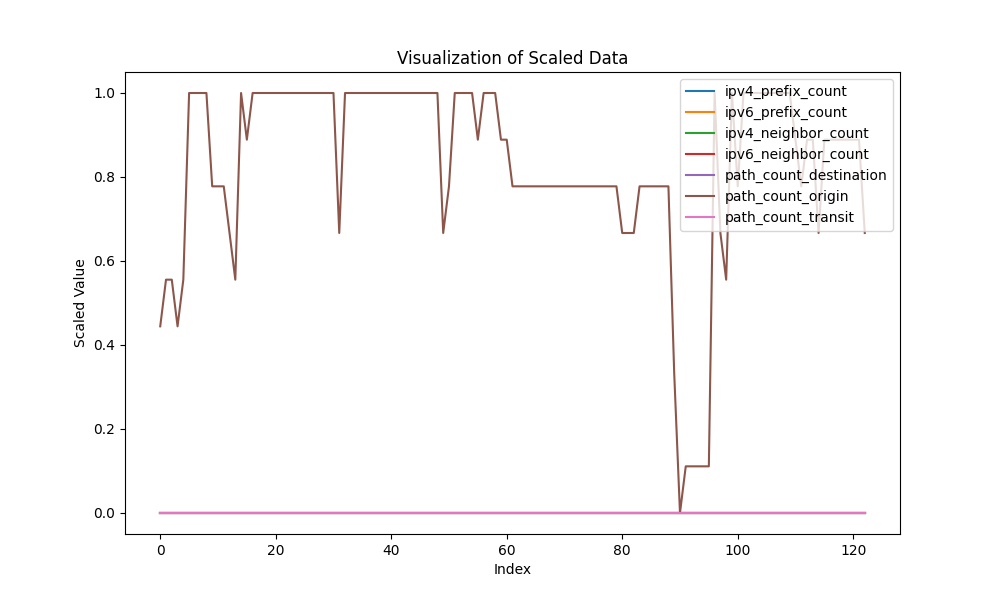 Visualization of Scaled Data
1.0
0.8
0.6
0.4
0.2
0.0
Scaled Value
0
20
40
60
80
100
120
Index
ipv4_prefix_count
ipv6_prefix_count
ipv4_neighbor_count
ipv6_neighbor_count
path_count_destination
path_count_origin
path_count_transit